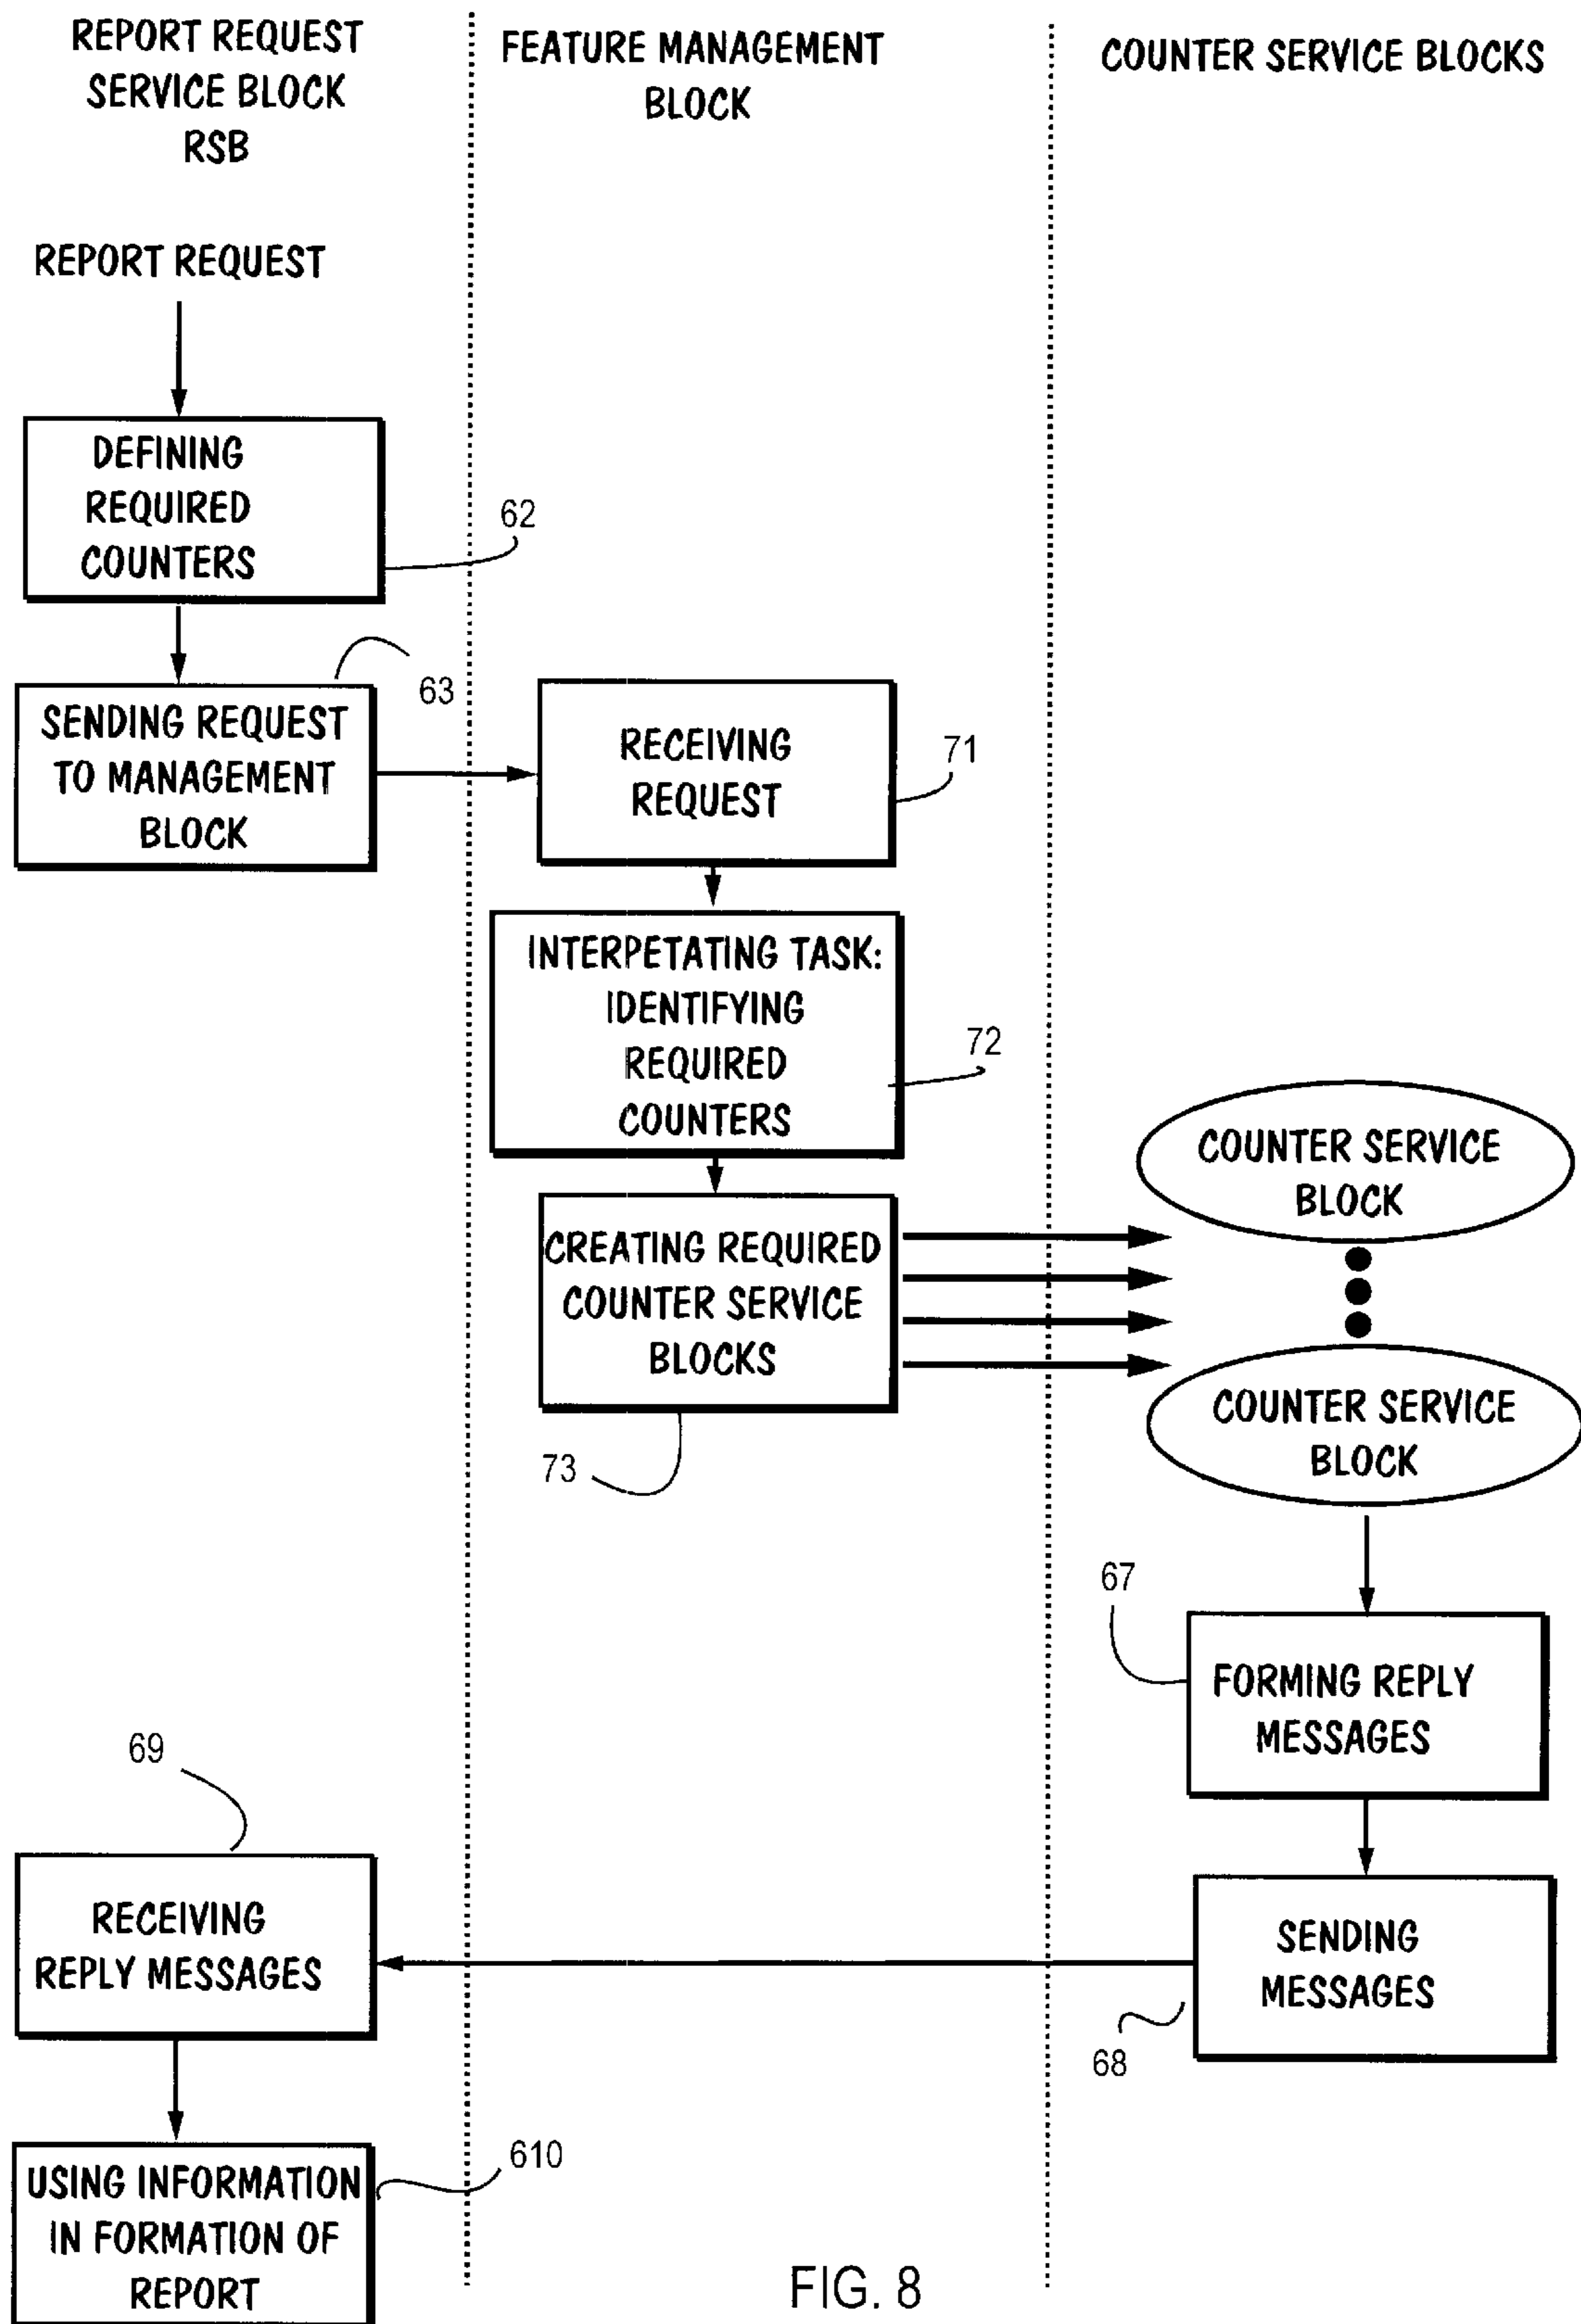 REPORT REQUEST
SERVICE BLOCK
RSB
FEATURE MANAGEMENT
BLOCK
COUNTER SERVICE BLOCKS
REPORT REQUEST
DEFINING
REQUIRED
COUNTERS
62
SENDING REQUEST
TO MANAGEMENT
BLOCK
63
RECEIVING
REQUEST
71
INTERPETATING TASK:
IDENTIFYING
REQUIRED
COUNTERS
72
CREATING REQUIRED
COUNTER SERVICE
BLOCKS
73
COUNTER SERVICE
BLOCK
COUNTER SERVICE
BLOCK
67
FORMING REPLY
MESSAGES
SENDING
MESSAGES
68
69
RECEIVING
REPLY MESSAGES
USING INFORMATION
IN FORMATION OF
REPORT
610
FIG. 8